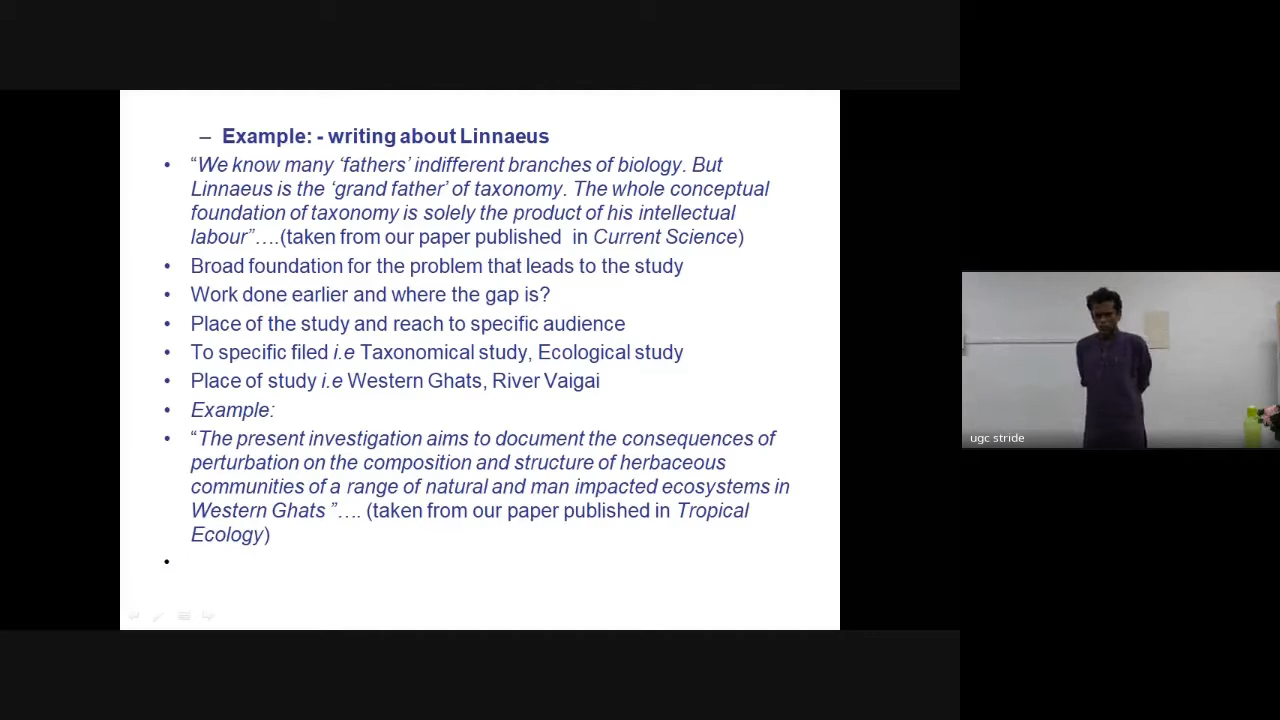 – Example: - writing about Linnaeus
• “We know many ‘fathers’ indifferent branches of biology. But
Linnaeus is the ‘grand father’ of taxonomy. The whole conceptual
foundation of taxonomy is solely the product of his intellectual
labour”….(taken from our paper published in Current Science)
• Broad foundation for the problem that leads to the study
• Work done earlier and where the gap is?
• Place of the study and reach to specific audience
• To specific filed i.e Taxonomical study, Ecological study
• Place of study i.e Western Ghats, River Vaigai
• Example:
• “The present investigation aims to document the consequences of
perturbation on the composition and structure of herbaceous
communities of a range of natural and man impacted ecosystems in
Western Ghats ”…. (taken from our paper published in Tropical
Ecology)
•
ugc stride